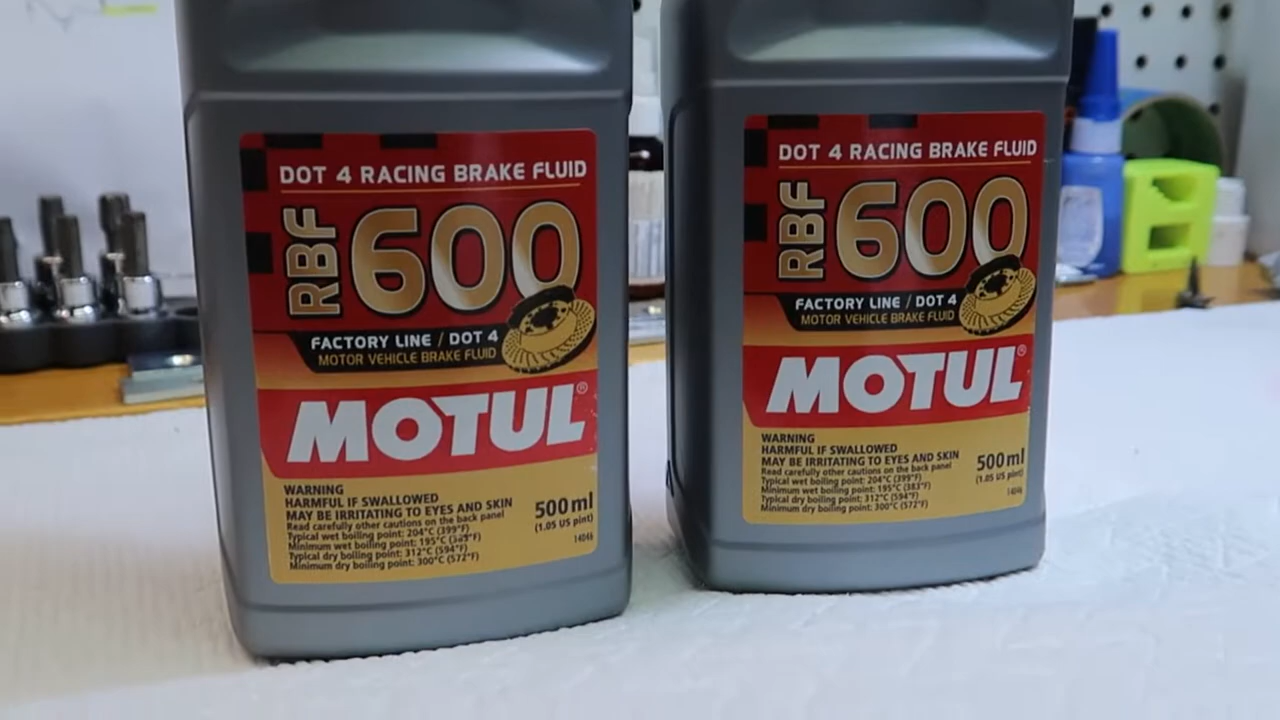 DOT 4 RACING BRAKE FLUID
RBF 600
FACTORY LINE / DOT 4
MOTOR VEHICLE BRAKE FLUID
MOTUL®
WARNING
HARMFUL IF SWALLOWED
MAY BE IRRITATING TO EYES AND SKIN
Read carefully other cautions on the back panel
Typical wet boiling point: 204°C (399°F)
Minimum wet boiling point: 195°C (383°F)
Typical dry boiling point: 312°C (594°F)
Minimum dry boiling point: 300°C (572°F)
500 ml
(1.05 US pint)
14046
DOT 4 RACING BRAKE FLUID
RBF 600
FACTORY LINE / DOT 4
MOTOR VEHICLE BRAKE FLUID
MOTUL®
WARNING
HARMFUL IF SWALLOWED
MAY BE IRRITATING TO EYES AND SKIN
Read carefully other cautions on the back panel
Typical wet boiling point: 204°C (399°F)
Minimum wet boiling point: 195°C (383°F)
Typical dry boiling point: 312°C (594°F)
Minimum dry boiling point: 300°C (572°F)
500 ml
(1.05 US pint)
14046